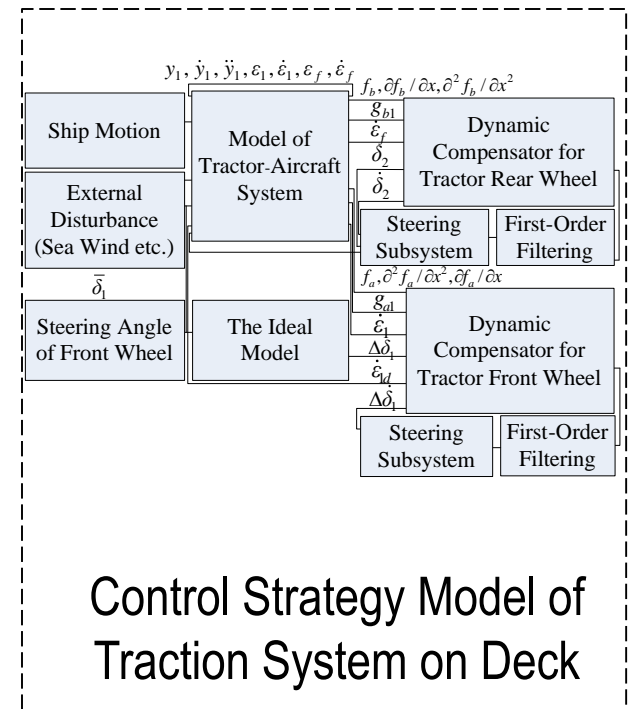 y₁, ẏ₁, ÿ₁, ε₁, ε̇₁, ε_f, ε̇_f
Ship Motion
Model of
Tractor-Aircraft
System
f_b, ∂f_b / ∂x, ∂² f_b / ∂x²
g_b1
ε̇_f
δ₂
δ̇₂
Dynamic
Compensator for
Tractor Rear Wheel
External
Disturbance
(Sea Wind etc.)
Steering
Subsystem
First-Order
Filtering
δ̄₁
Steering Angle
of Front Wheel
The Ideal
Model
f_a, ∂² f_a / ∂x², ∂f_a / ∂x
g_a1
ε̇₁
Δδ₁
ε̇_1d
Δδ̇₁
Dynamic
Compensator for
Tractor Front Wheel
Steering
Subsystem
First-Order
Filtering
Control Strategy Model of
Traction System on Deck